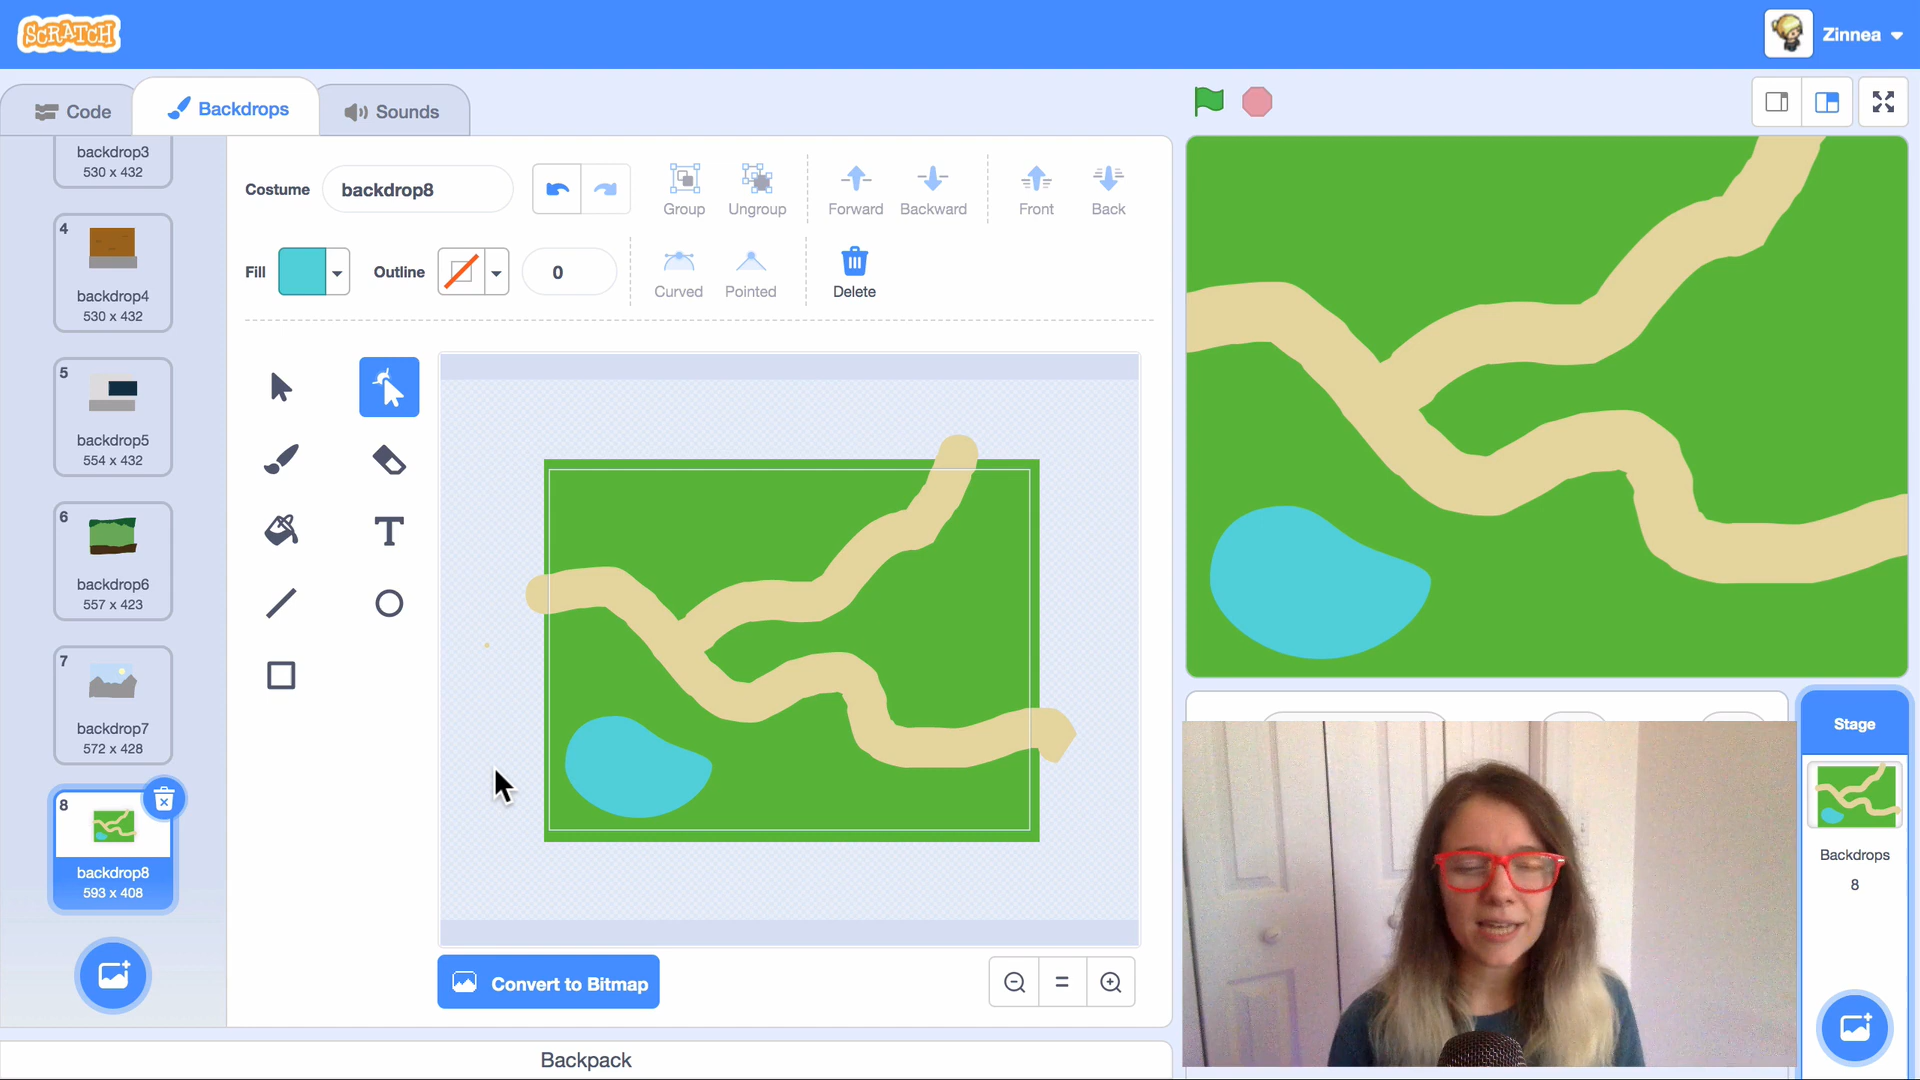 SCRATCH
Zinnea
Code
Backdrops
Sounds
backdrop3
530 x 432
4
backdrop4
530 x 432
5
backdrop5
554 x 432
6
backdrop6
557 x 423
7
backdrop7
572 x 428
8
backdrop8
593 x 408
Costume
backdrop8
Group
Ungroup
Forward
Backward
Front
Back
Fill
Outline
0
Curved
Pointed
Delete
T
Convert to Bitmap
Backpack
Stage
Backdrops
8